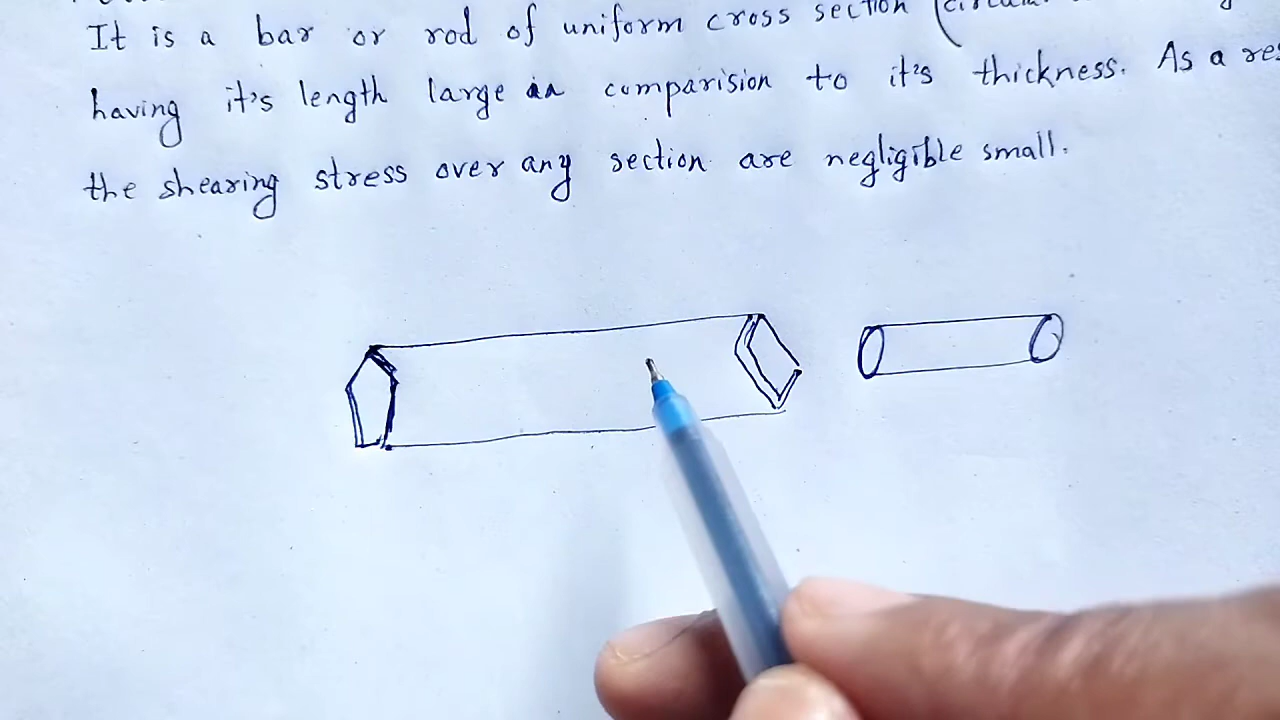 It is a bar or rod of uniform cross section
having it's length large in comparision to it's thickness. As a
the shearing stress over any section are negligible small.